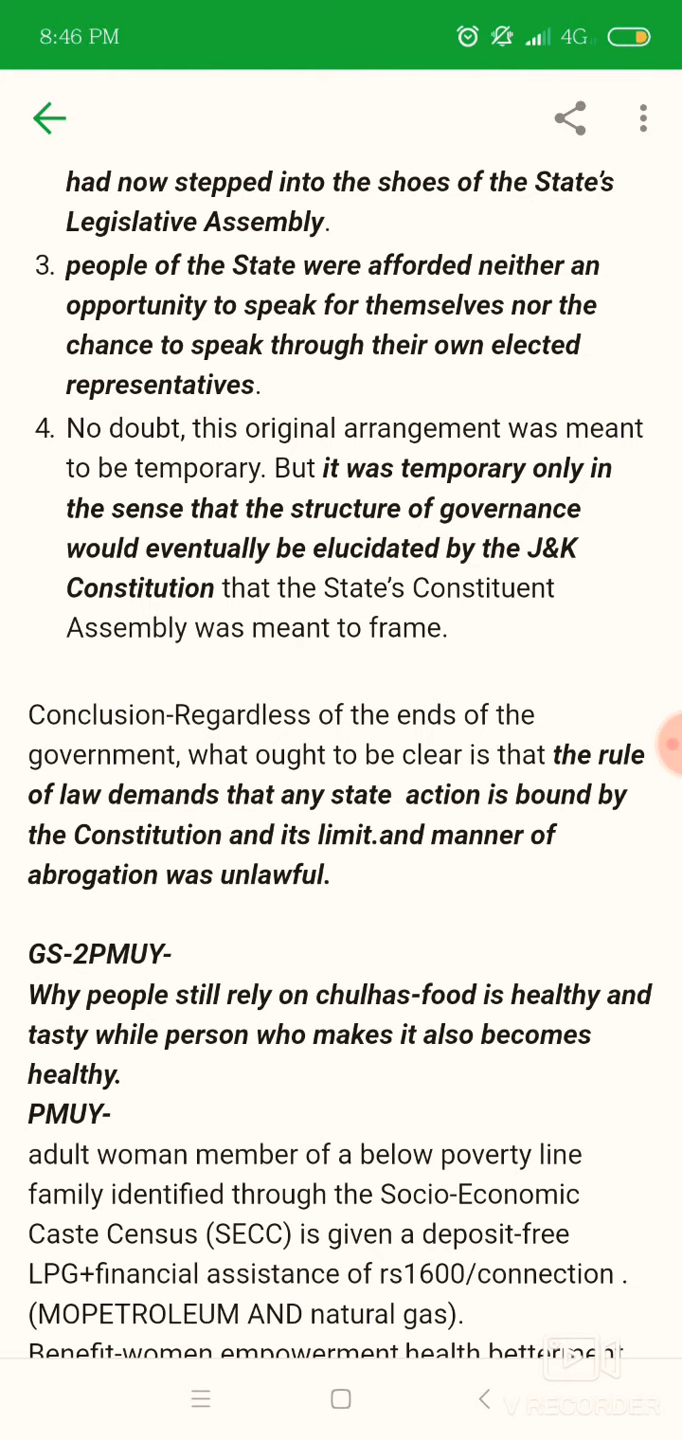 8:46 PM
4G
had now stepped into the shoes of the State's
Legislative Assembly.
3. people of the State were afforded neither an
opportunity to speak for themselves nor the
chance to speak through their own elected
representatives.
4. No doubt, this original arrangement was meant
to be temporary. But it was temporary only in
the sense that the structure of governance
would eventually be elucidated by the J&K
Constitution that the State's Constituent
Assembly was meant to frame.
Conclusion-Regardless of the ends of the
government, what ought to be clear is that the rule
of law demands that any state action is bound by
the Constitution and its limit.and manner of
abrogation was unlawful.
GS-2PMUY-
Why people still rely on chulhas-food is healthy and
tasty while person who makes it also becomes
healthy.
PMUY-
adult woman member of a below poverty line
family identified through the Socio-Economic
Caste Census (SECC) is given a deposit-free
LPG+financial assistance of rs1600/connection .
(MOPETROLEUM AND natural gas).
Benefit-women empowerment,health betterment
V RECORDER